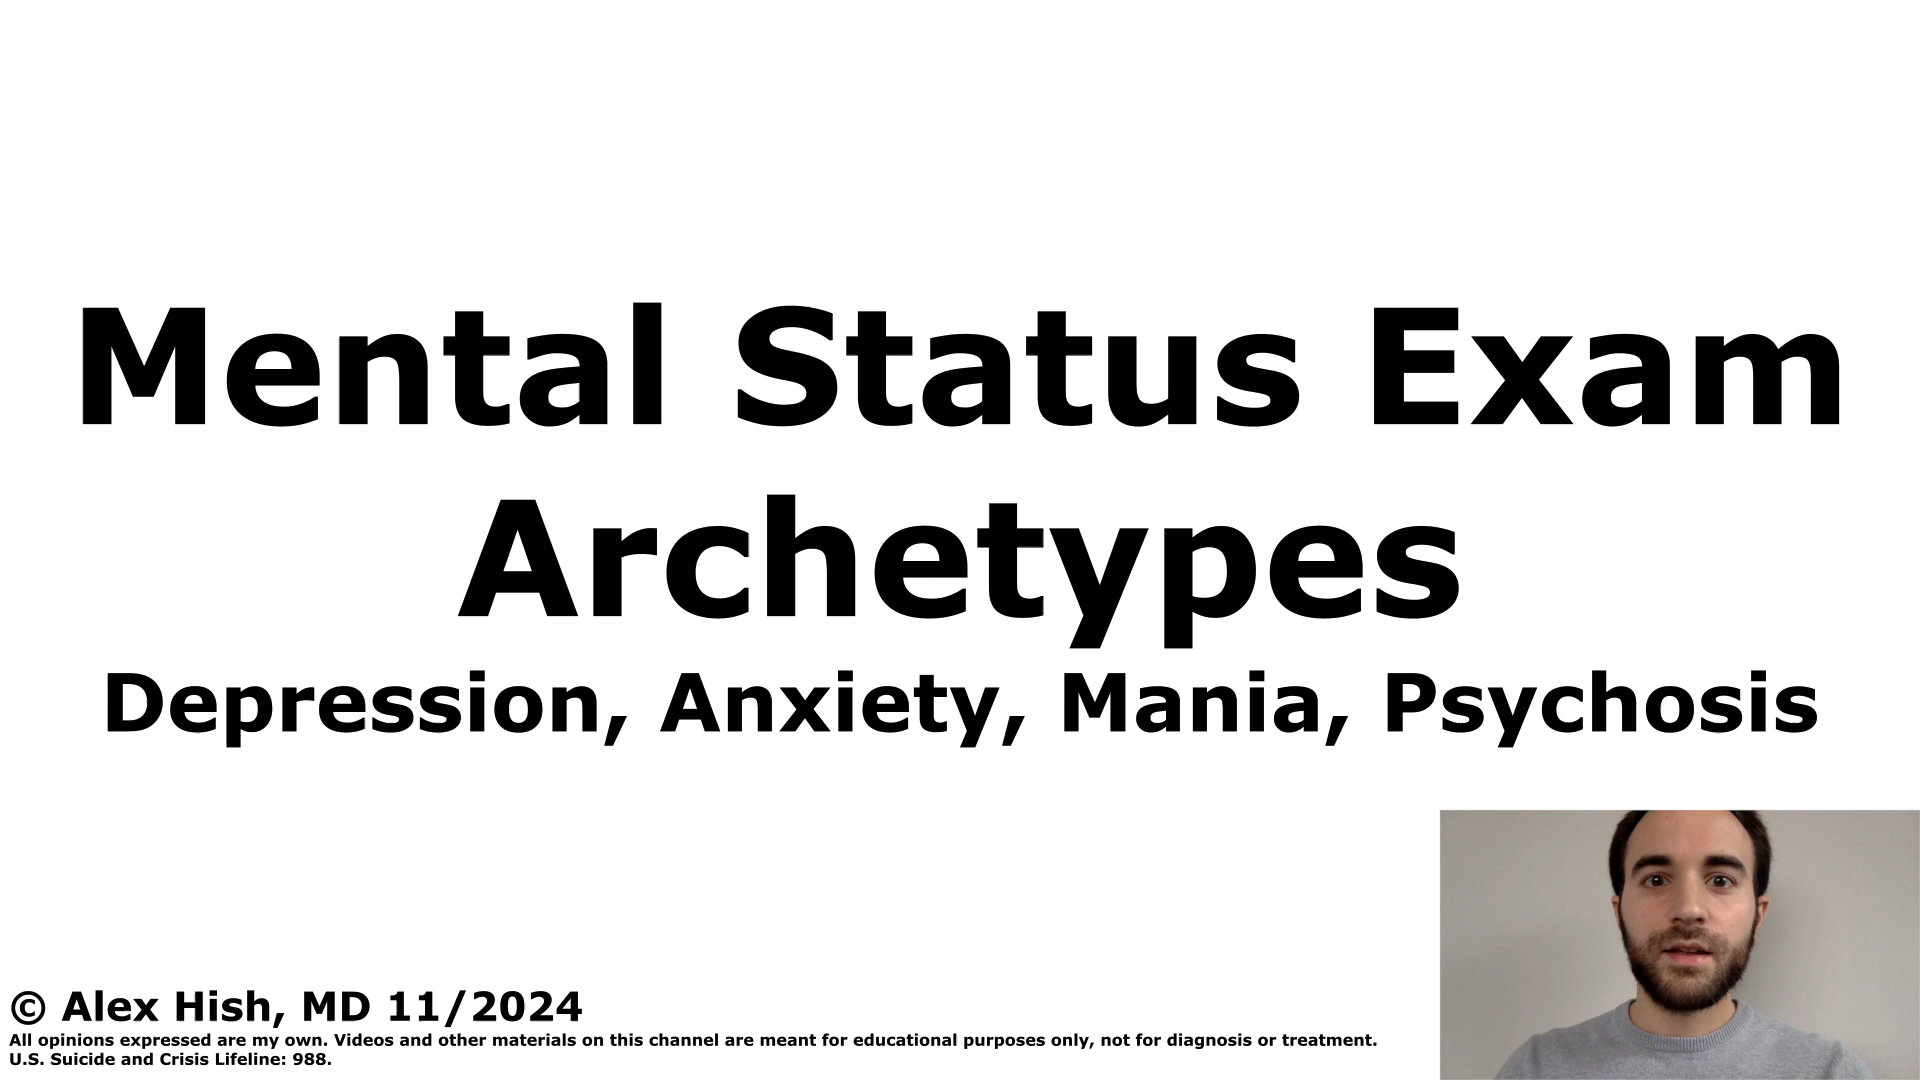 Mental Status Exam
Archetypes
Depression, Anxiety, Mania, Psychosis
© Alex Hish, MD 11/2024
All opinions expressed are my own. Videos and other materials on this channel are meant for educational purposes only, not for diagnosis or treatment.
U.S. Suicide and Crisis Lifeline: 988.